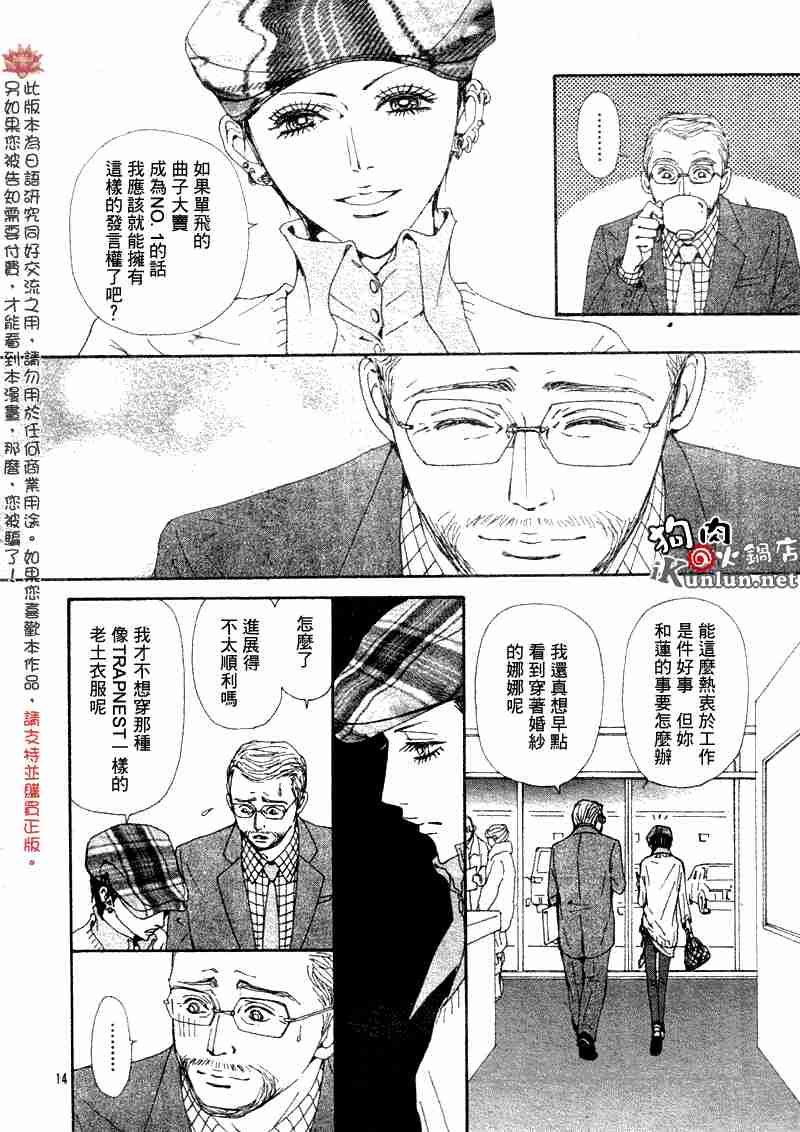 ………
如果單飛的
曲子大賣
成為NO.1的話
我應該就能擁有
這樣的發言權了吧？
能這麼熱衷於工作
是件好事 但妳
和蓮的事要怎麼辦
我還真想早點
看到穿著婚紗
的娜娜呢
怎麼了
進展得
不太順利嗎
我才不想穿那種
像TRAPNEST一樣的
老土衣服呢
………
14
肉
狗
火鍋店
iKunlun.net
此版本為日語研究同好交流之用，請勿用於任何商業用途。如果您喜歡本作品，請支持並購買正版。
另如果您被告知需要付費，才能看到本漫畫，那麼，您被騙了！